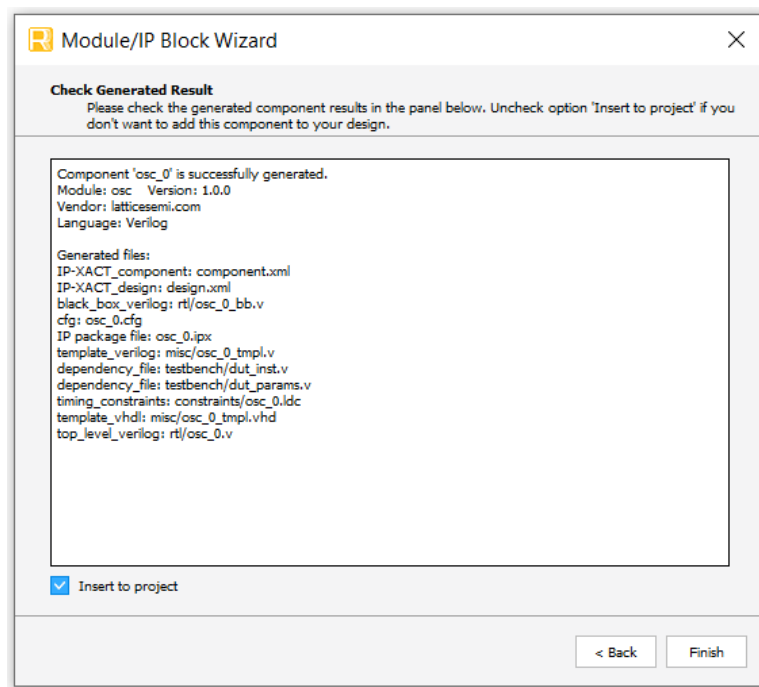 Module/IP Block Wizard
Check Generated Result
Please check the generated component results in the panel below. Uncheck option 'Insert to project' if you
don't want to add this component to your design.
Component 'osc_0' is successfully generated.
Module: osc    Version: 1.0.0
Vendor: latticesemi.com
Language: Verilog
Generated files:
IP-XACT_component: component.xml
IP-XACT_design: design.xml
black_box_verilog: rtl/osc_0_bb.v
cfg: osc_0.cfg
IP package file: osc_0.ipx
template_verilog: misc/osc_0_tmpl.v
dependency_file: testbench/dut_inst.v
dependency_file: testbench/dut_params.v
timing_constraints: constraints/osc_0.ldc
template_vhdl: misc/osc_0_tmpl.vhd
top_level_verilog: rtl/osc_0.v
Insert to project
< Back
Finish